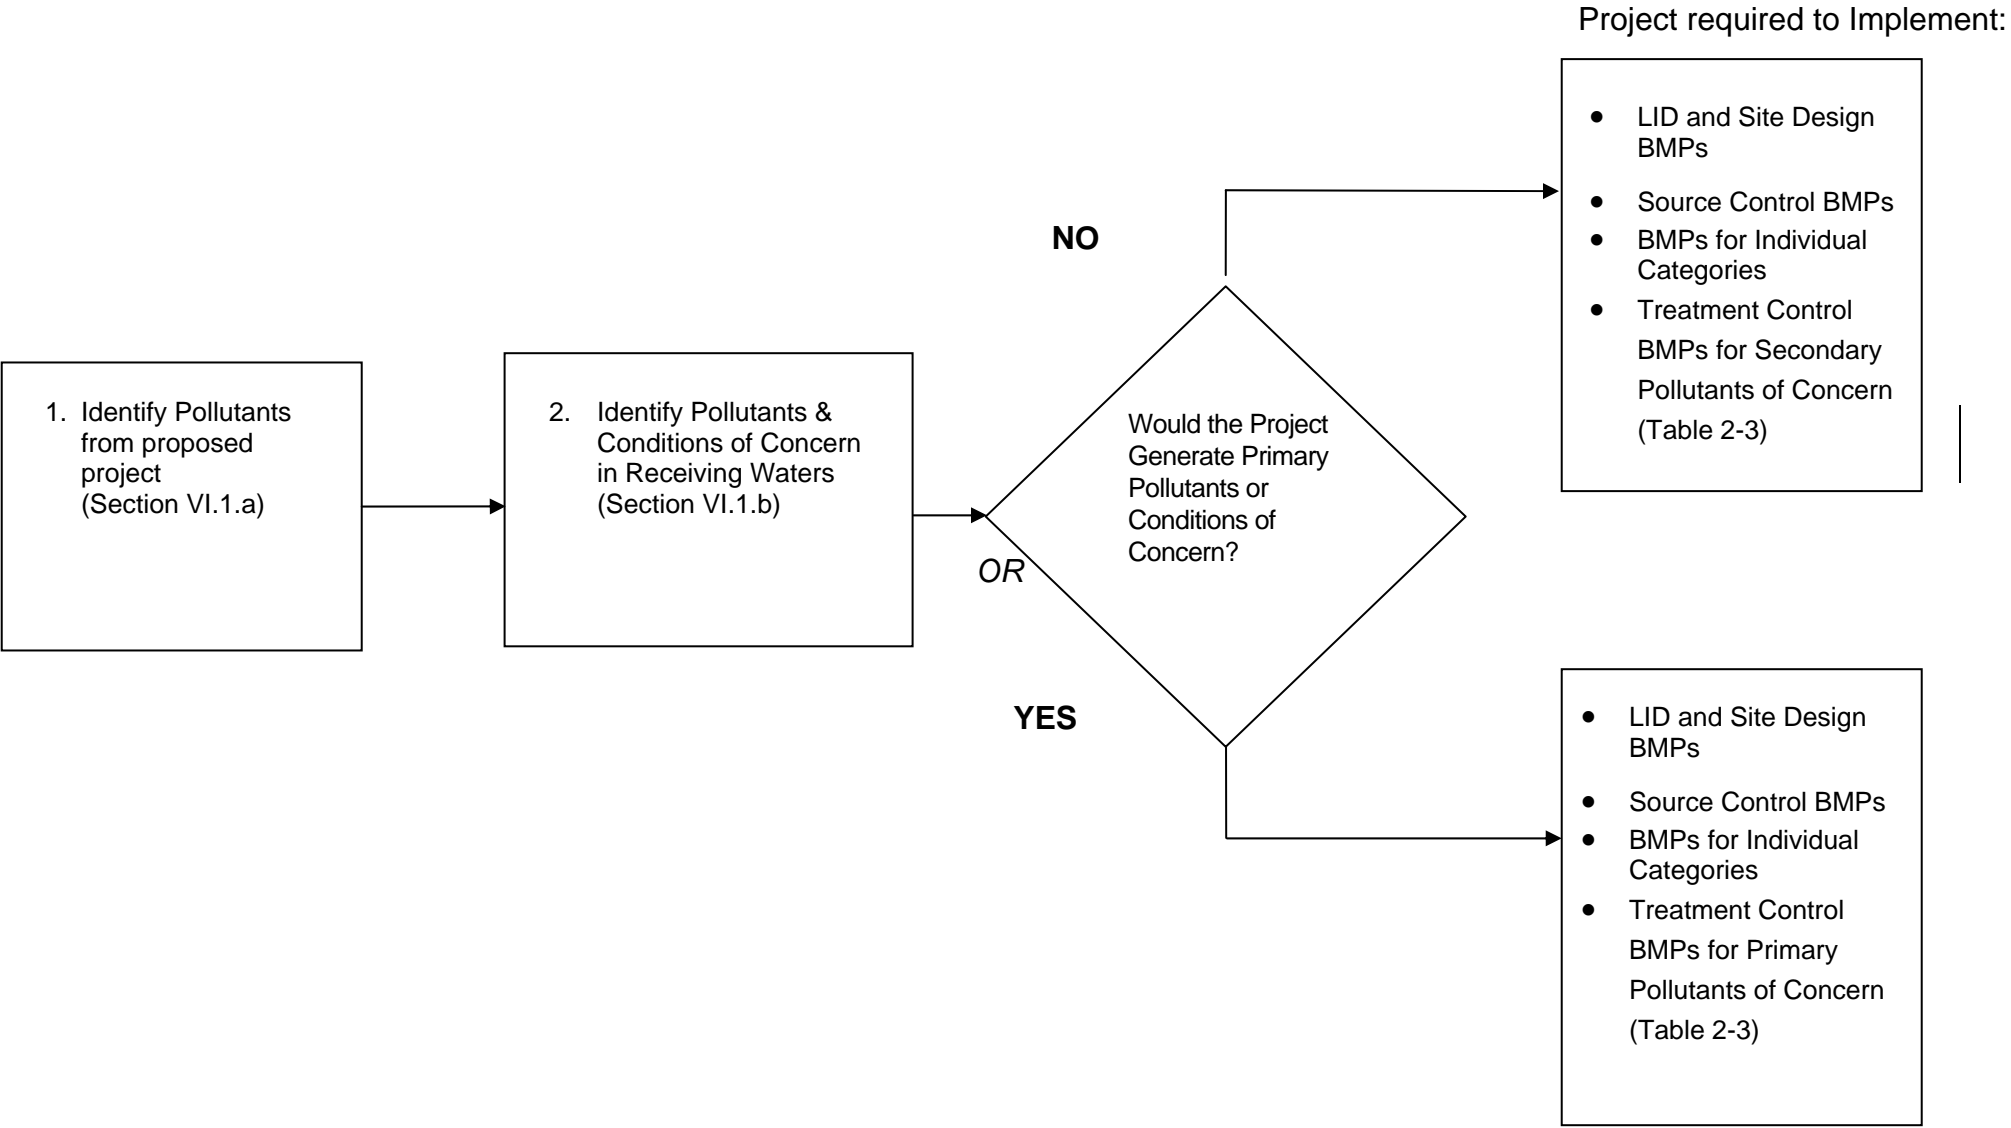 Project required to Implement:
1. Identify Pollutants
from proposed
project
(Section VI.1.a)
2. Identify Pollutants &
Conditions of Concern
in Receiving Waters
(Section VI.1.b)
OR
Would the Project
Generate Primary
Pollutants or
Conditions of
Concern?
NO
• LID and Site Design
BMPs
• Source Control BMPs
• BMPs for Individual
Categories
• Treatment Control
BMPs for Secondary
Pollutants of Concern
(Table 2-3)
YES
• LID and Site Design
BMPs
• Source Control BMPs
• BMPs for Individual
Categories
• Treatment Control
BMPs for Primary
Pollutants of Concern
(Table 2-3)